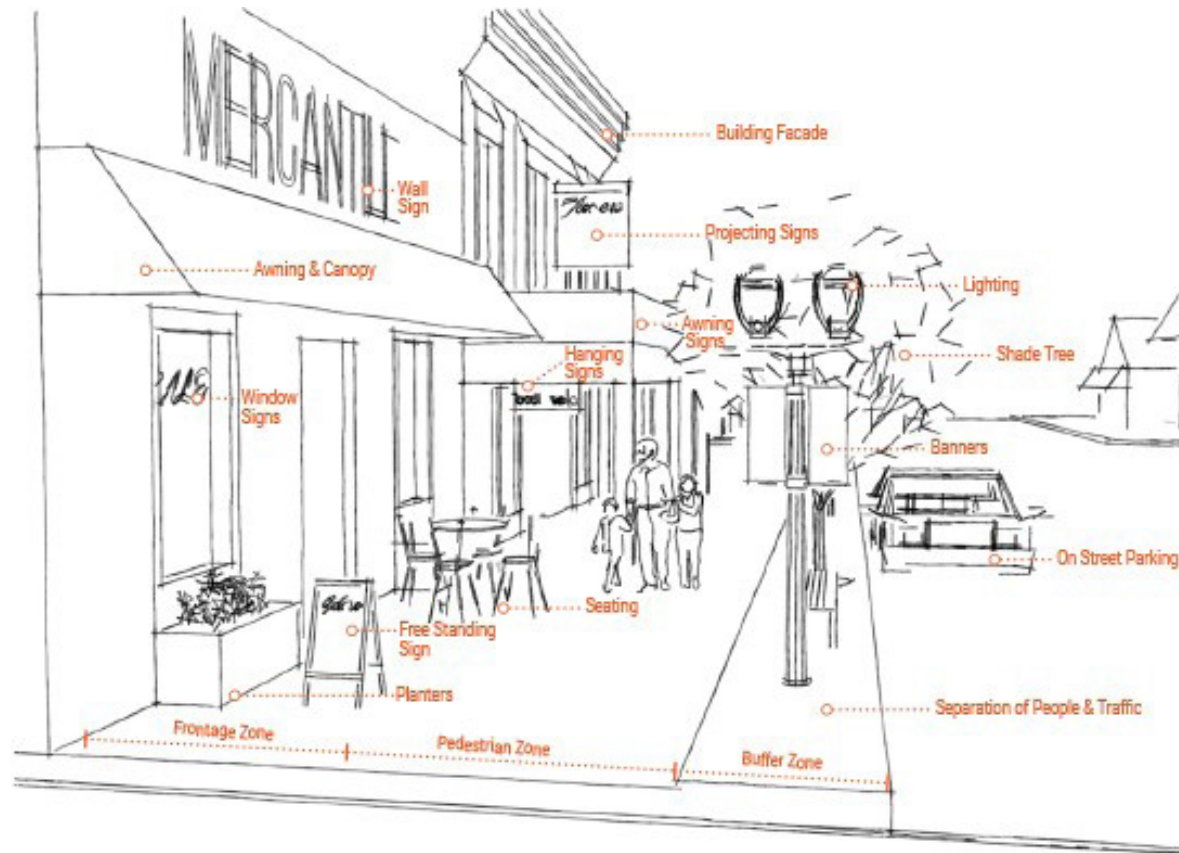 MERCANTIL
Building Facade
Wall
Sign
Projecting Signs
Awning & Canopy
Lighting
Awning
Signs
Hanging
Signs
Shade Tree
Window
Signs
Banners
On Street Parking
Seating
Free Standing
Sign
Planters
Separation of People & Traffic
Frontage Zone
Pedestrian Zone
Buffer Zone